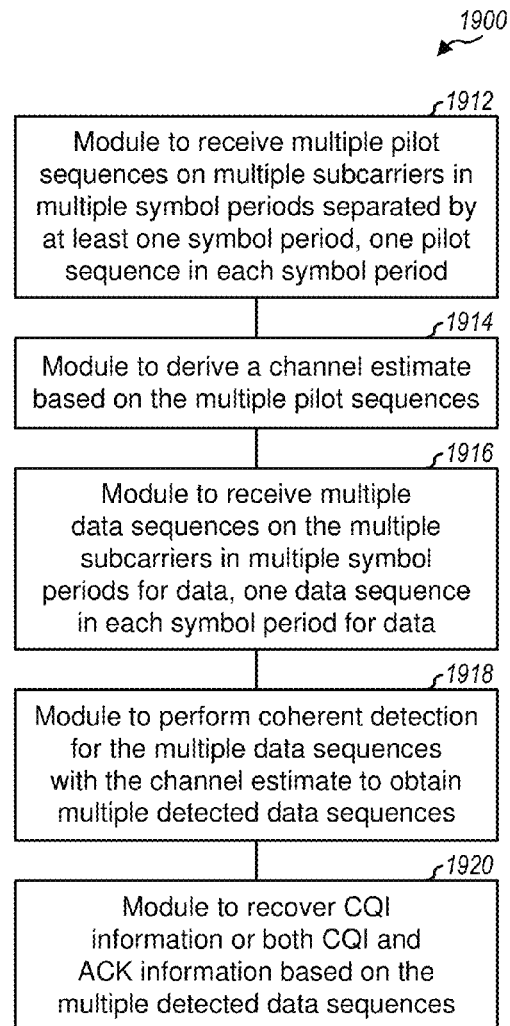 1900
1912
Module to receive multiple pilot
sequences on multiple subcarriers in
multiple symbol periods separated by
at least one symbol period, one pilot
sequence in each symbol period
1914
Module to derive a channel estimate
based on the multiple pilot sequences
1916
Module to receive multiple
data sequences on the multiple
subcarriers in multiple symbol
periods for data, one data sequence
in each symbol period for data
1918
Module to perform coherent detection
for the multiple data sequences
with the channel estimate to obtain
multiple detected data sequences
1920
Module to recover CQI
information or both CQI and
ACK information based on the
multiple detected data sequences